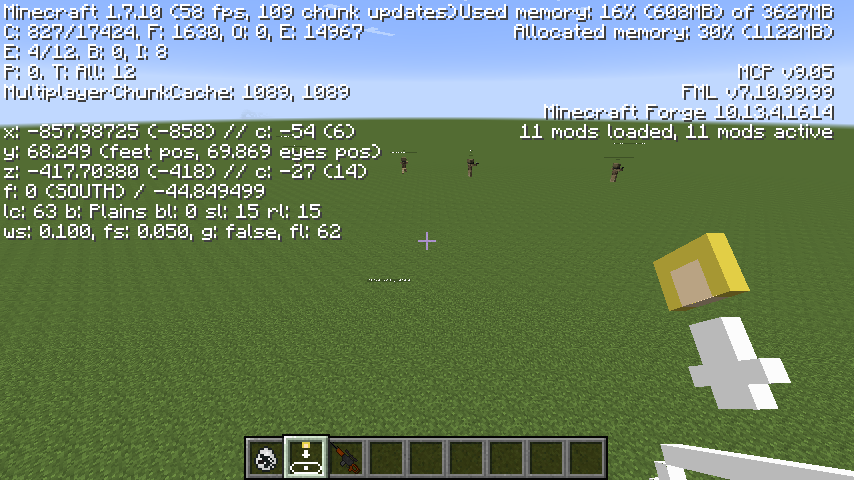 Minecraft 1.7.10 (58 fps, 109 chunk updates)
Used memory: 16% (608MB) of 3627MB
C: 827/17424, F: 1630, O: 0, E: 14967
Allocated memory: 30% (1122MB)
E: 4/12. B: 0, I: 8
P: 0, T: All: 12
MCP v9.05
MultiplayerChunkCache: 1089, 1089
FML v7.10.99.99
Minecraft Forge 10.13.4.1614
x: -857.98725 (-858) // c: -54 (6)
11 mods loaded, 11 mods active
y: 68.249 (feet pos, 69.869 eyes pos)
z: -417.70380 (-418) // c: -27 (14)
f: 0 (SOUTH) / -44.849499
lc: 63 b: Plains bl: 0 sl: 15 rl: 15
ws: 0.100, fs: 0.050, g: false, fl: 62